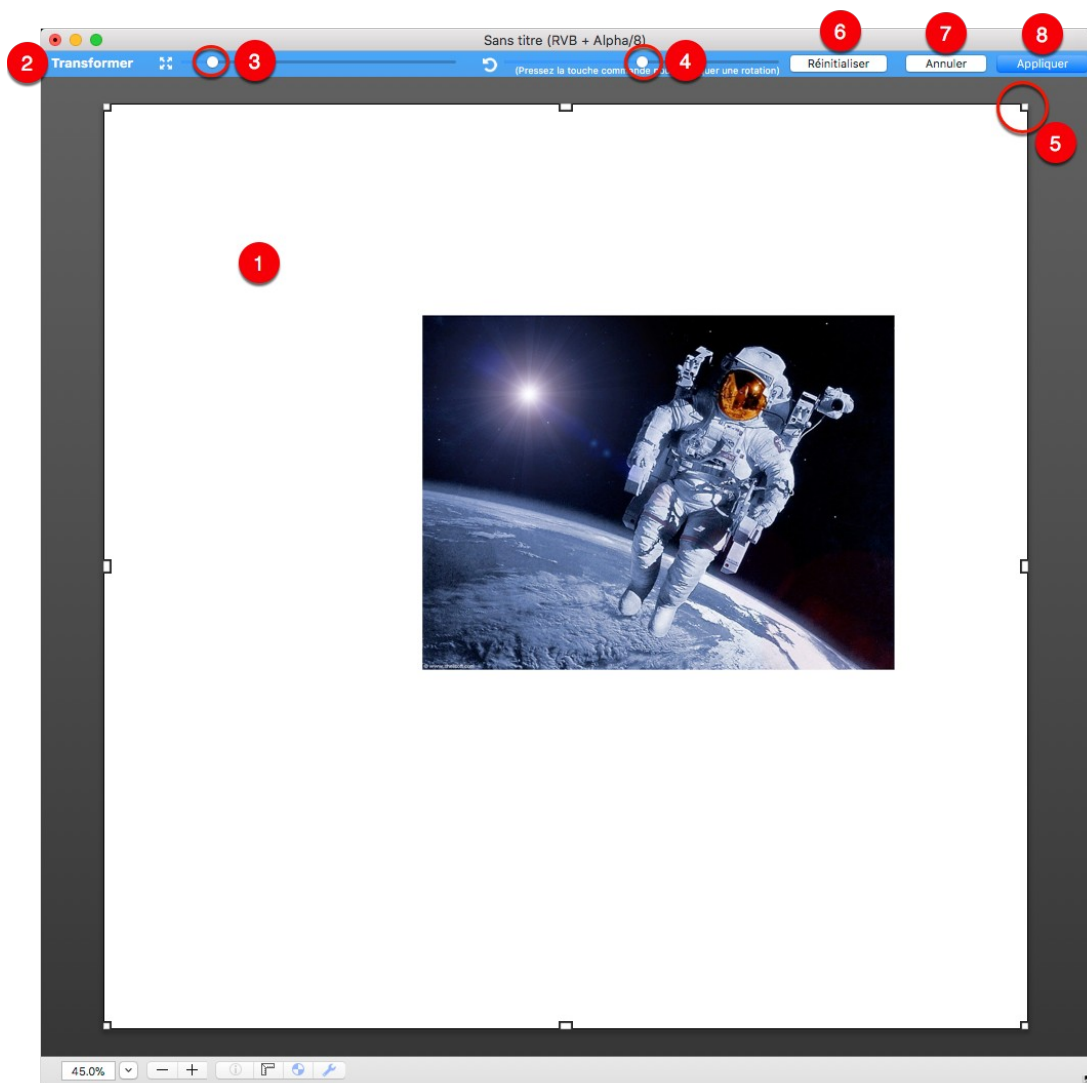 6
7
8
Sans titre (RVB + Alpha/8)
2
Transformer
3
4
Réinitialiser
Annuler
Appliquer
(Pressez la touche commande uer une rotation)
5
1
© www.
45.0%